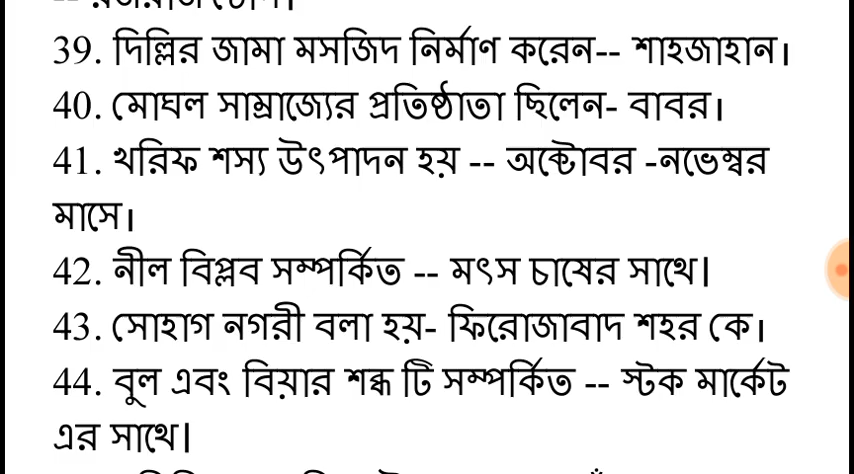 39. দিল্লির জামা মসজিদ নির্মাণ করেন-- শাহজাহান।
40. মোঘল সাম্রাজ্যের প্রতিষ্ঠাতা ছিলেন- বাবর।
41. খরিফ শস্য উৎপাদন হয় -- অক্টোবর -নভেম্বর
মাসে।
42. নীল বিপ্লব সম্পর্কিত -- মৎস চাষের সাথে|
43. সোহাগ নগরী বলা হয়- ফিরোজাবাদ শহর কে।
44. বুল এবং বিয়ার শব্ধ টি সম্পর্কিত -- স্টক মার্কেট
এর সাথে|